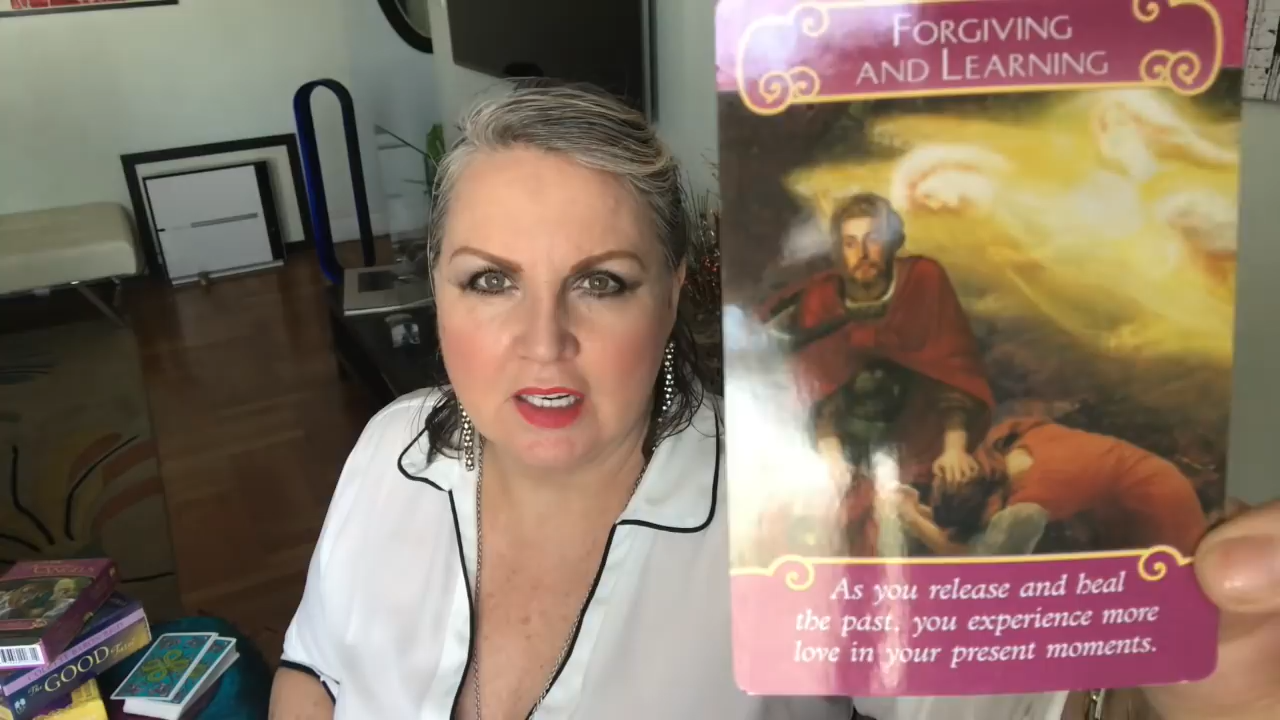 FORGIVING
AND LEARNING
As you release and heal
the past, you experience more
love in your present moments.
THE GOOD